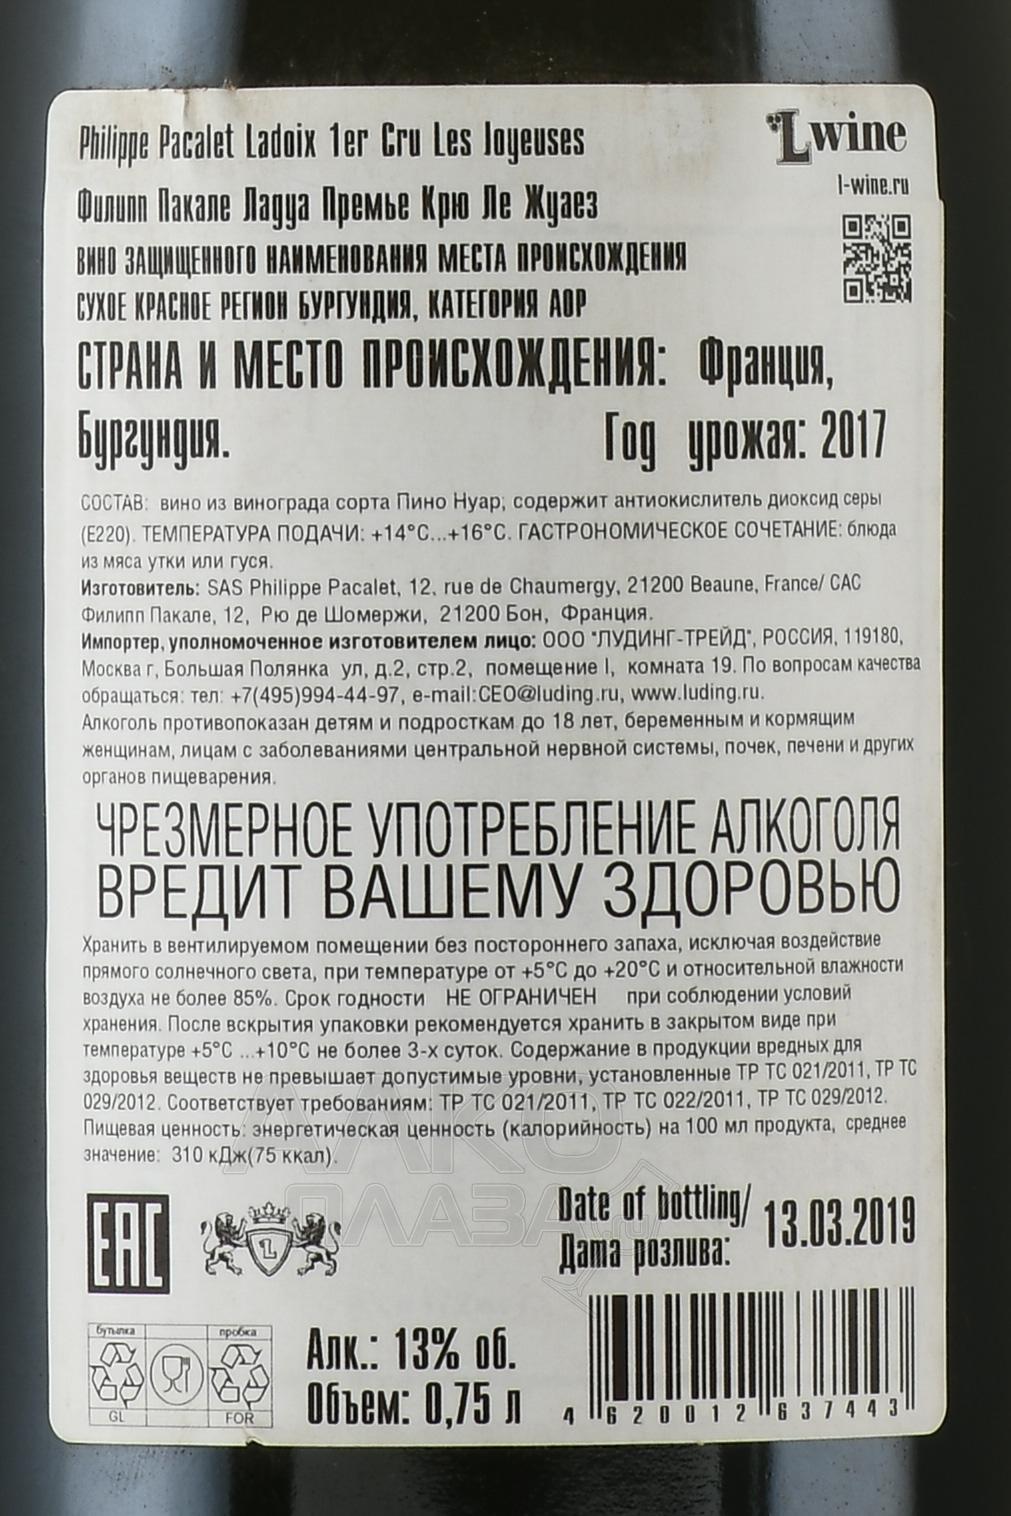 Philippe Pacalet Ladoix 1er Cru Les Joyeuses
Lwine
l-wine.ru
Филипп Пакале Ладуа Премье Крю Ле Жуаез
ВИНО ЗАЩИЩЕННОГО НАИМЕНОВАНИЯ МЕСТА ПРОИСХОЖДЕНИЯ
СУХОЕ КРАСНОЕ РЕГИОН БУРГУНДИЯ, КАТЕГОРИЯ АОР
СТРАНА И МЕСТО ПРОИСХОЖДЕНИЯ: Франция,
Бургундия. Год урожая: 2017
СОСТАВ: вино из винограда сорта Пино Нуар; содержит антиокислитель диоксид серы
(Е220). ТЕМПЕРАТУРА ПОДАЧИ: +14°С...+16°С. ГАСТРОНОМИЧЕСКОЕ СОЧЕТАНИЕ: блюда
из мяса утки или гуся.
Изготовитель: SAS Philippe Pacalet, 12, rue de Chaumergy, 21200 Beaune, France/ САС
Филипп Пакале, 12, Рю де Шомержи, 21200 Бон, Франция.
Импортер, уполномоченное изготовителем лицо: ООО "ЛУДИНГ-ТРЕЙД", РОССИЯ, 119180,
Москва г, Большая Полянка ул, д.2, стр.2, помещение I, комната 19. По вопросам качества
обращаться: тел: +7(495)994-44-97, e-mail:CEO@luding.ru, www.luding.ru.
Алкоголь противопоказан детям и подросткам до 18 лет, беременным и кормящим
женщинам, лицам с заболеваниями центральной нервной системы, почек, печени и других
органов пищеварения.
ЧРЕЗМЕРНОЕ УПОТРЕБЛЕНИЕ АЛКОГОЛЯ
ВРЕДИТ ВАШЕМУ ЗДОРОВЬЮ
Хранить в вентилируемом помещении без постороннего запаха, исключая воздействие
прямого солнечного света, при температуре от +5°С до +20°С и относительной влажности
воздуха не более 85%. Срок годности НЕ ОГРАНИЧЕН при соблюдении условий
хранения. После вскрытия упаковки рекомендуется хранить в закрытом виде при
температуре +5°С ...+10°С не более 3-х суток. Содержание в продукции вредных для
здоровья веществ не превышает допустимые уровни, установленные ТР ТС 021/2011, ТР ТС
029/2012. Соответствует требованиям: ТР ТС 021/2011, ТР ТС 022/2011, ТР ТС 029/2012.
Пищевая ценность: энергетическая ценность (калорийность) на 100 мл продукта, среднее
значение: 310 кДж(75 ккал).
АЛКО
ПЛАЗА
EAC
L
Date of bottling/
Дата розлива: 13.03.2019
бутылка пробка
GL FOR
Алк.: 13% об.
Объем: 0,75 л
4 620012 637443